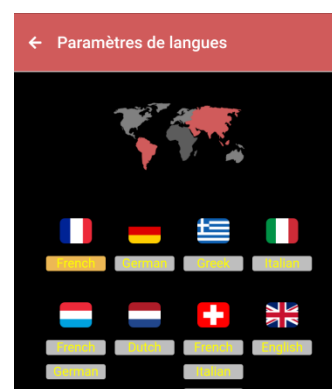 Paramètres de langues
French
German
Greek
Italian
French
Dutch
French
English
German
Italian